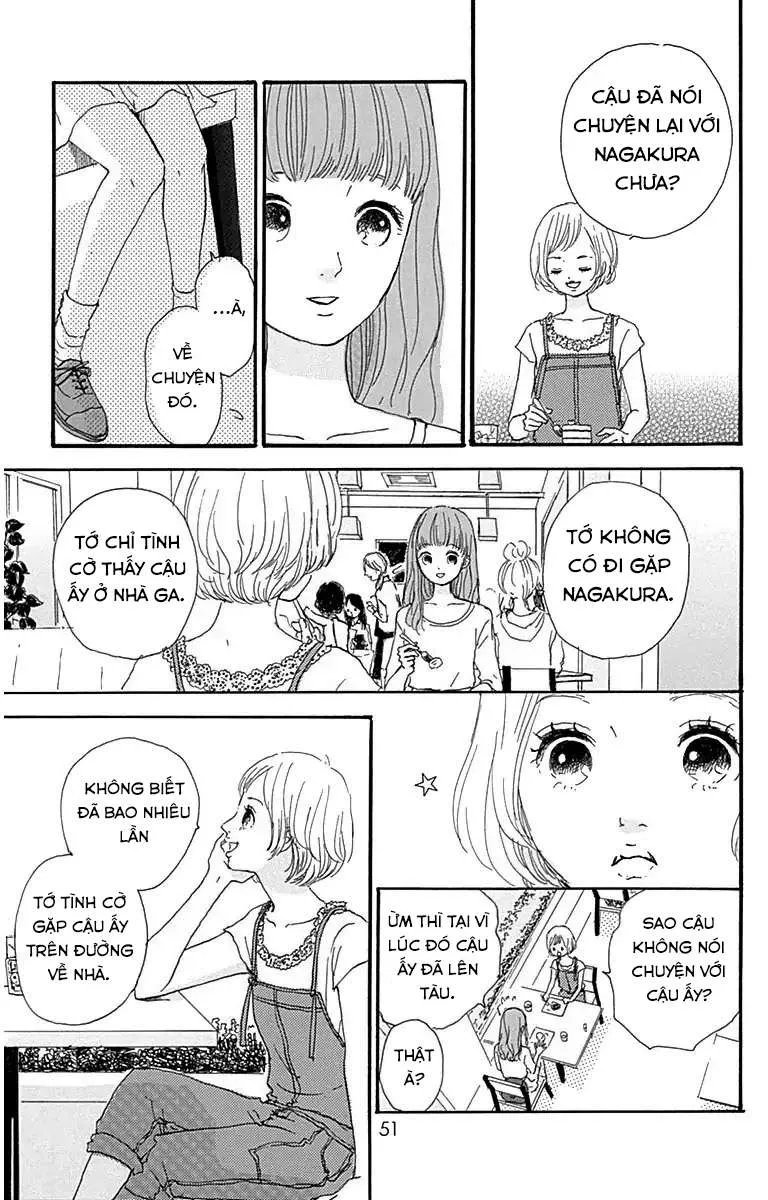 CẬU ĐÃ NÓI
CHUYỆN LẠI VỚI
NAGAKURA
CHƯA?
...À,
VỀ
CHUYỆN
ĐÓ.
TỚ KHÔNG
CÓ ĐI GẶP
NAGAKURA.
TỚ CHỈ TÌNH
CỜ THẤY CẬU
ẤY Ở NHÀ GA.
SAO CẬU
KHÔNG NÓI
CHUYỆN VỚI
CẬU ẤY?
ỪM THÌ TẠI VÌ
LÚC ĐÓ CẬU
ẤY ĐÃ LÊN
TÀU.
THẬT
À?
KHÔNG BIẾT
ĐÃ BAO NHIÊU
LẦN
TỚ TÌNH CỜ
GẶP CẬU ẤY
TRÊN ĐƯỜNG
VỀ NHÀ.
51